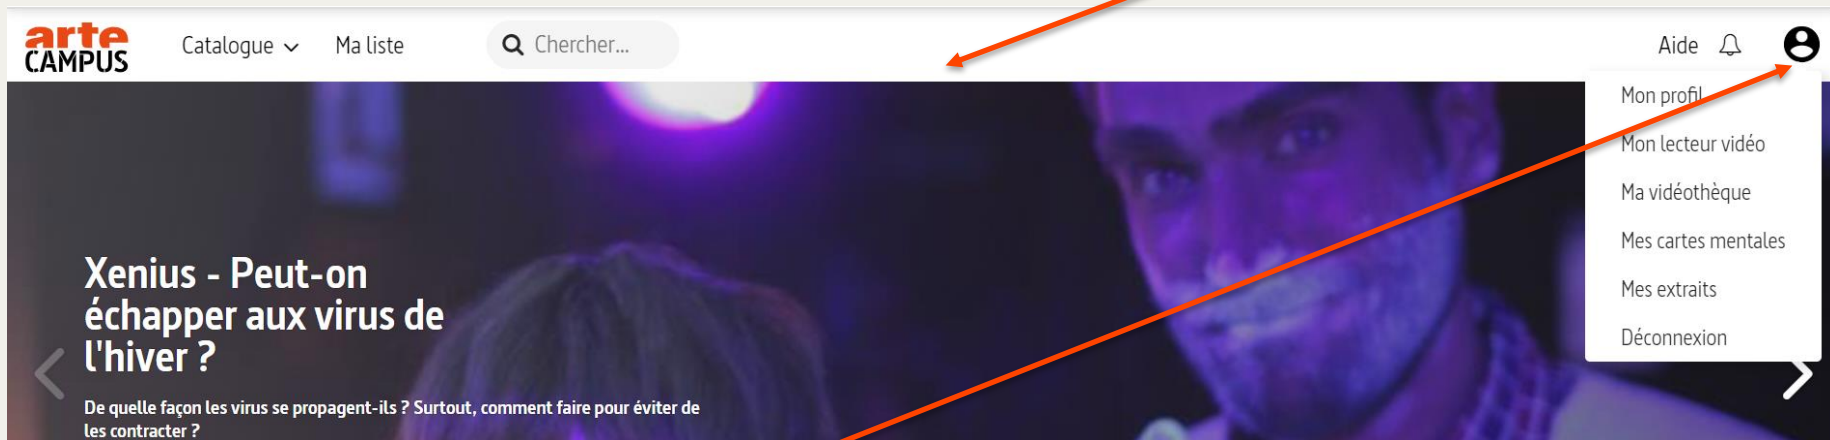 arte
CAMPUS
Catalogue
Ma liste
Chercher...
Aide
Mon profil
Mon lecteur vidéo
Ma vidéothèque
Mes cartes mentales
Mes extraits
Déconnexion
Xenius - Peut-on
échapper aux virus de
l'hiver ?
De quelle façon les virus se propagent-ils ? Surtout, comment faire pour éviter de
les contracter ?